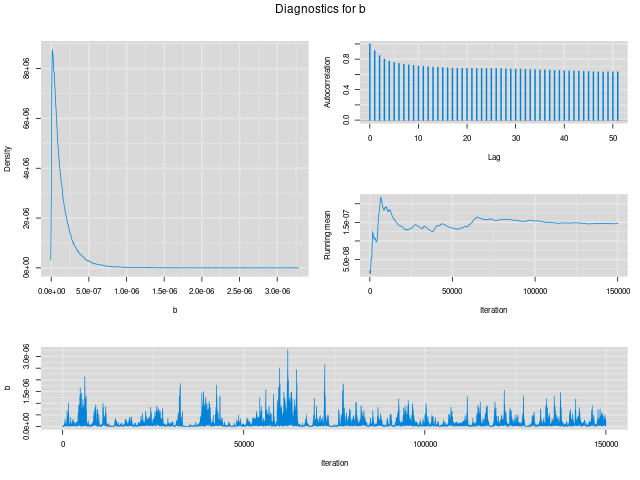 Diagnostics for b
Density
0e+00
2e+06
4e+06
6e+06
8e+06
0.0e+00
5.0e-07
1.0e-06
1.5e-06
2.0e-06
2.5e-06
3.0e-06
b
Autocorrelation
0.0
0.4
0.8
0
10
20
30
40
50
Lag
Running mean
5.0e-08
1.5e-07
0
50000
100000
150000
Iteration
b
0.0e+00
1.5e-06
3.0e-06
0
50000
100000
150000
Iteration